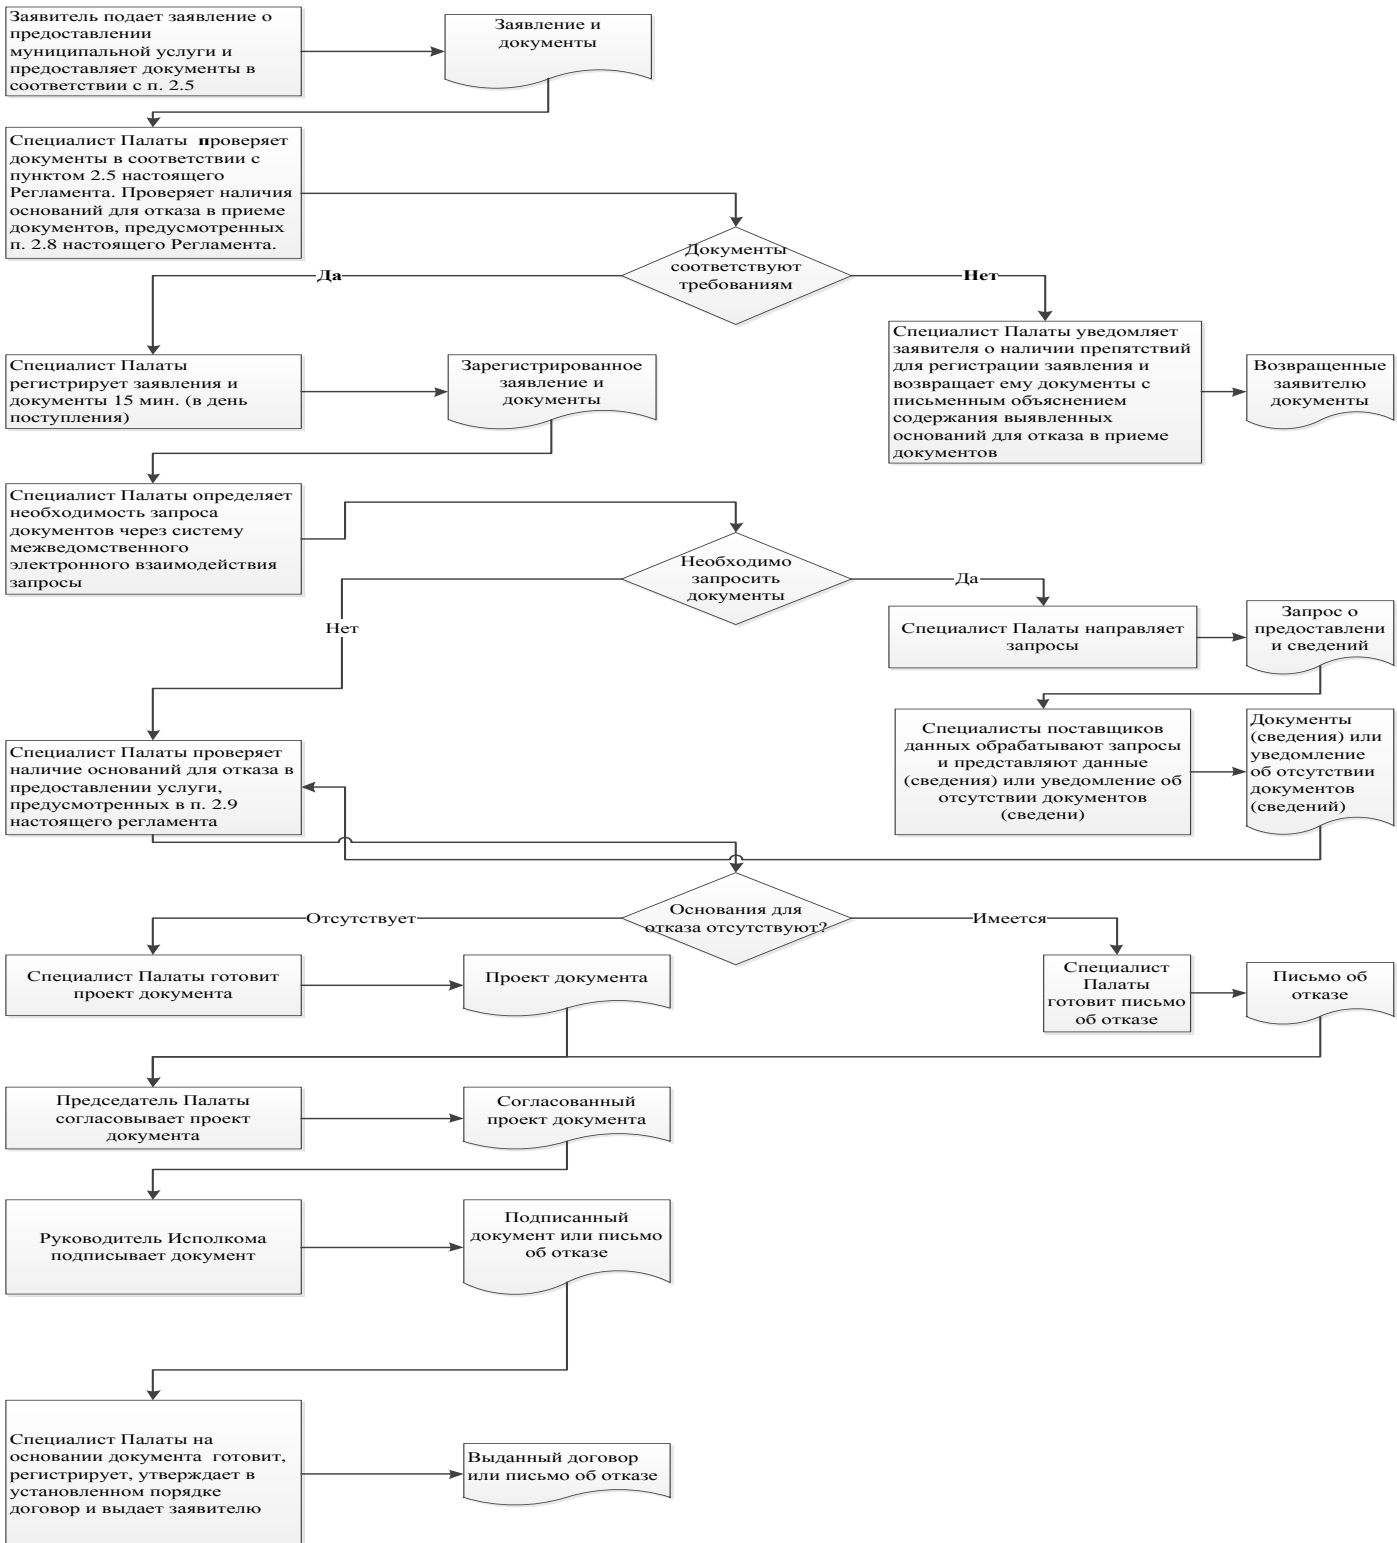 Заявитель подает заявление о
предоставлении
муниципальной услуги и
предоставляет документы в
соответствии с п. 2.5
Заявление и
документы
Специалист Палаты проверяет
документы в соответствии с
пунктом 2.5 настоящего
Регламента. Проверяет наличия
оснований для отказа в приеме
документов, предусмотренных
п. 2.8 настоящего Регламента.
Документы
соответствуют
требованиям
Да
Нет
Специалист Палаты
регистрирует заявления и
документы 15 мин. (в день
поступления)
Зарегистрированное
заявление и
документы
Специалист Палаты уведомляет
заявителя о наличии препятствий
для регистрации заявления и
возвращает ему документы с
письменным объяснением
содержания выявленных
оснований для отказа в приеме
документов
Возвращенные
заявителю
документы
Специалист Палаты определяет
необходимость запроса
документов через систему
межведомственного
электронного взаимодействия
запросы
Необходимо
запросить
документы
Да
Нет
Специалист Палаты направляет
запросы
Запрос о
предоставлени
и сведений
Специалисты поставщиков
данных обрабатывают запросы
и представляют данные
(сведения) или уведомление об
отсутствии документов
(сведени)
Документы
(сведения) или
уведомление
об отсутствии
документов
(сведений)
Специалист Палаты проверяет
наличие оснований для отказа в
предоставлении услуги,
предусмотренных в п. 2.9
настоящего регламента
Основания для
отказа отсутствуют?
Отсутствует
Имеется
Специалист Палаты готовит
проект документа
Проект документа
Специалист
Палаты
готовит письмо
об отказе
Письмо об
отказе
Председатель Палаты
согласовывает проект
документа
Согласованный
проект документа
Руководитель Исполкома
подписывает документ
Подписанный
документ или письмо
об отказе
Специалист Палаты на
основании документа готовит,
регистрирует, утверждает в
установленном порядке
договор и выдает заявителю
Выданный договор
или письмо об отказе